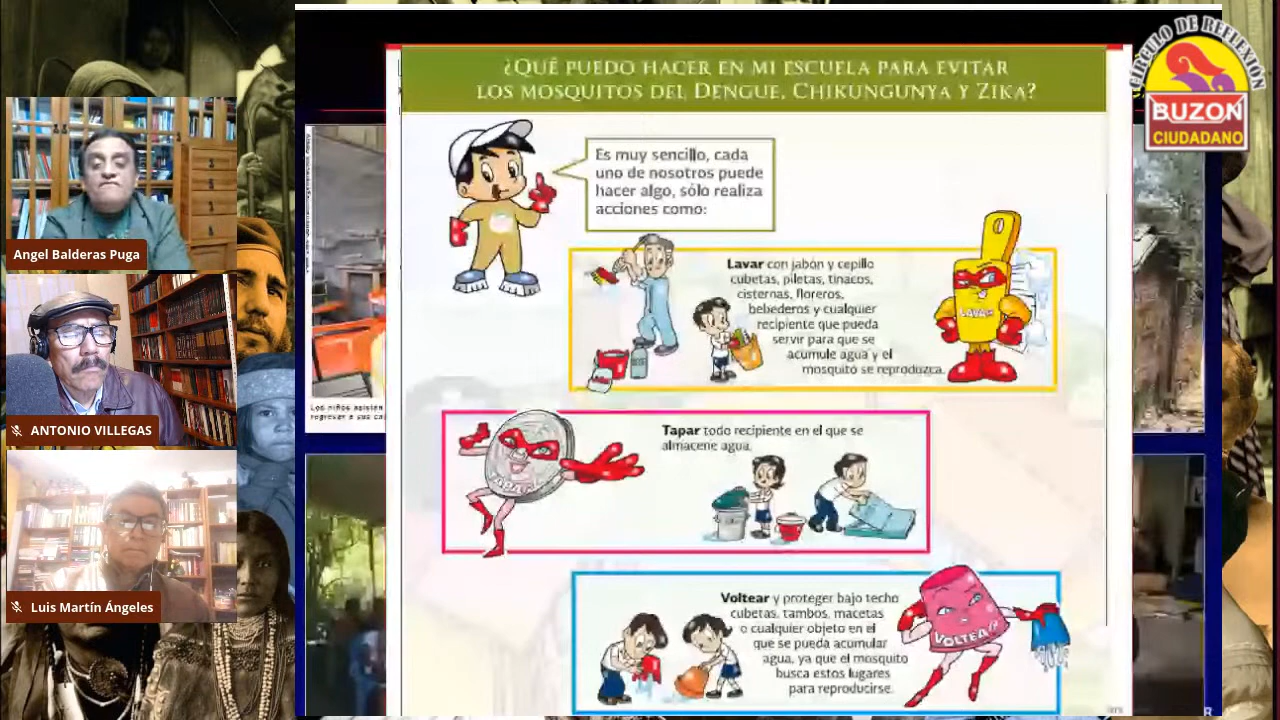 ¿QUÉ PUEDO HACER EN MI ESCUELA PARA EVITAR
LOS MOSQUITOS DEL DENGUE, CHIKUNGUNYA Y ZIKA?
CÍRCULO DE REFLEXIÓN
BUZON
CIUDADANO
Es muy sencillo, cada
uno de nosotros puede
hacer algo, sólo realiza
acciones como:
Lavar con jabón y cepillo
cubetas, piletas, tinacos,
cisternas, floreros,
bebederos y cualquier
recipiente que pueda
servir para que se
acumule agua y el
mosquito se reproduzca.
Tapar todo recipiente en el que se
almacene agua.
Voltear y proteger bajo techo
cubetas, tambos, macetas
o cualquier objeto en el
que se pueda acumular
agua, ya que el mosquito
busca estos lugares
para reproducirse.
VOLTEA
Los niños asisten
Angel Balderas Puga
ANTONIO VILLEGAS
Luis Martín Ángeles